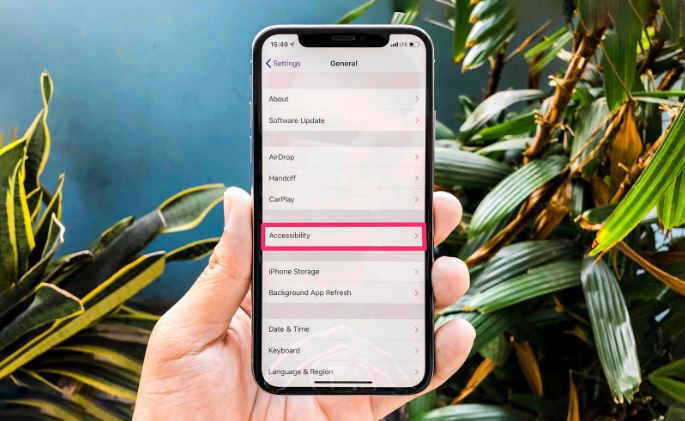 15:49
LTE
Settings
General
About
Software Update
AirDrop
Handoff
CarPlay
Accessibility
iPhone Storage
Background App Refresh
Date & Time
Keyboard
Language & Region